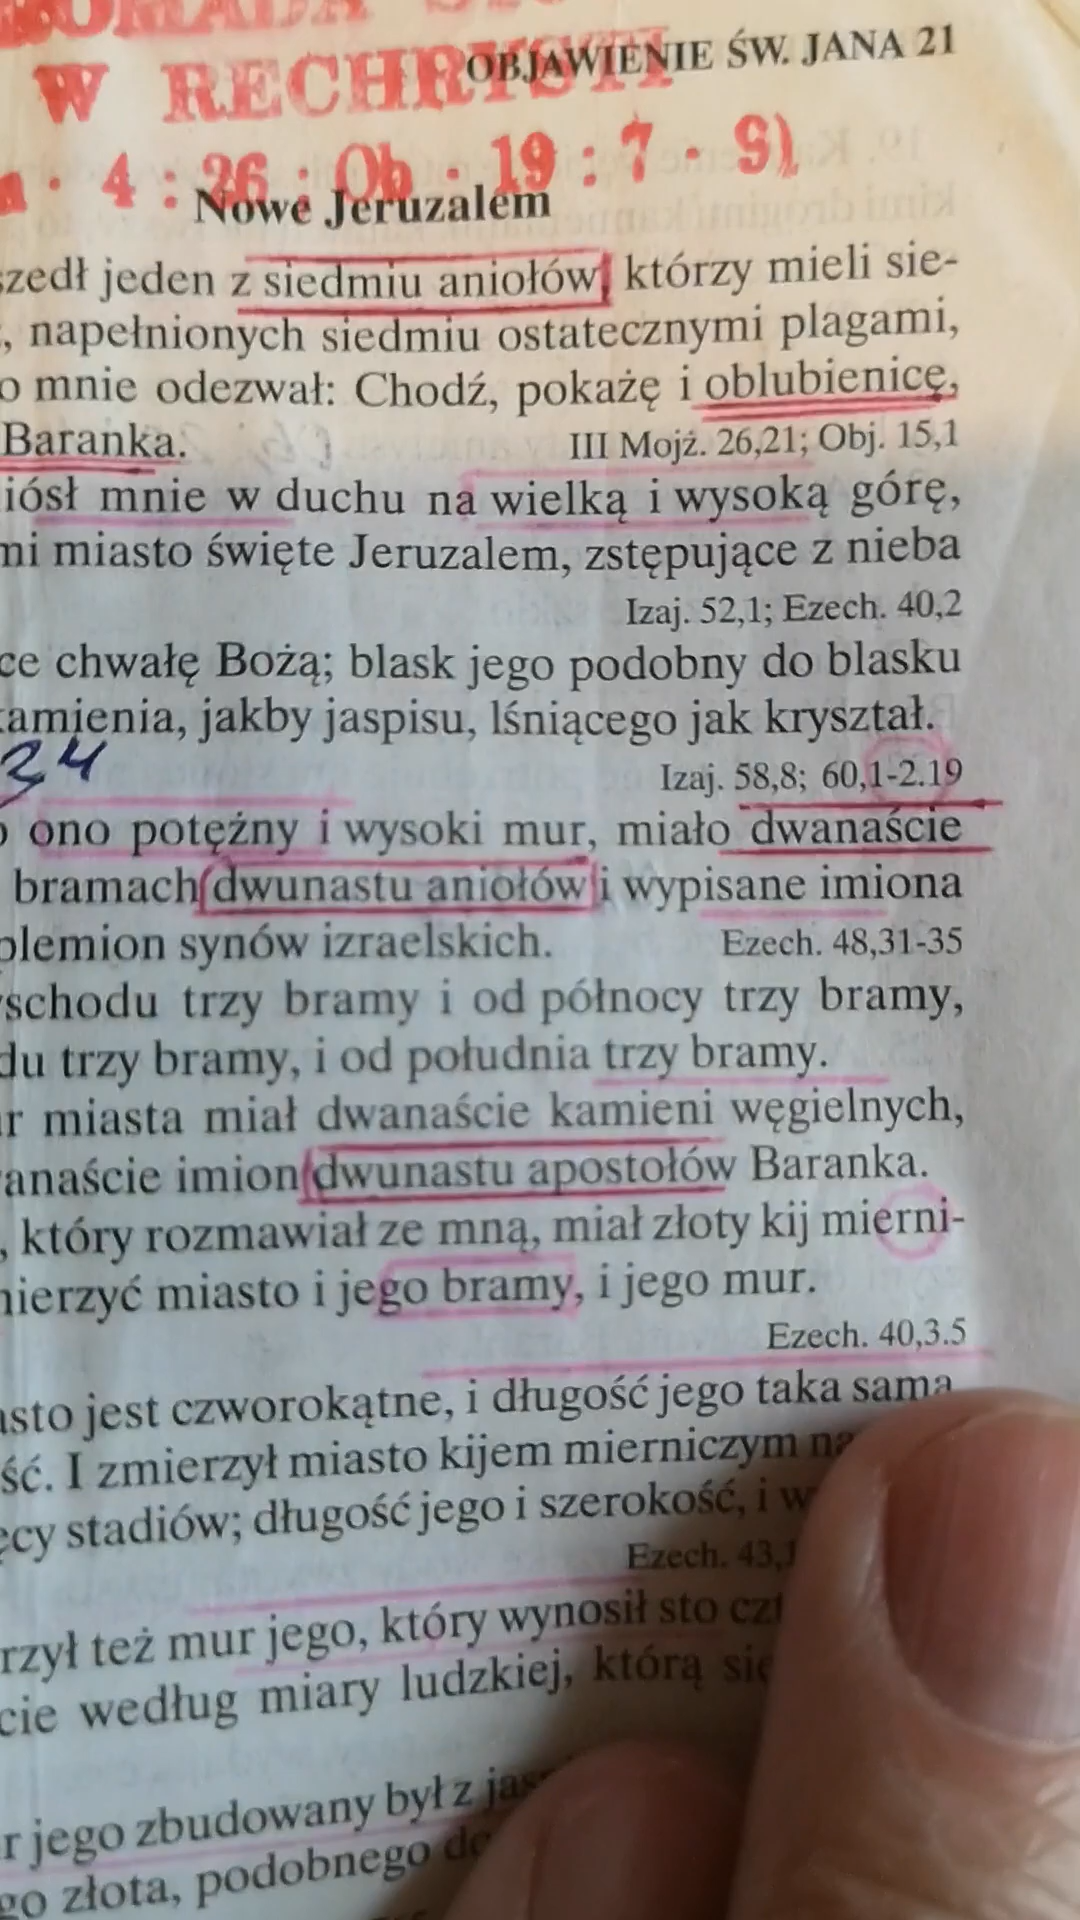 W RECHRYSTI
OBJAWIENIE ŚW. JANA 21
4 : 26 : Ob · 19 : 7 · 9)
Nowe Jeruzalem
szedł jeden z siedmiu aniołów, którzy mieli sie-
, napełnionych siedmiu ostatecznymi plagami,
o mnie odezwał: Chodź, pokażę i oblubienicę,
Baranka. III Mojż. 26,21; Obj. 15,1
iósł mnie w duchu na wielką i wysoką górę,
mi miasto święte Jeruzalem, zstępujące z nieba
Izaj. 52,1; Ezech. 40,2
ce chwałę Bożą; blask jego podobny do blasku
kamienia, jakby jaspisu, lśniącego jak kryształ.
34
Izaj. 58,8; 60,1-2.19
o ono potężny i wysoki mur, miało dwanaście
bramach dwunastu aniołów i wypisane imiona
plemion synów izraelskich. Ezech. 48,31-35
schodu trzy bramy i od północy trzy bramy,
du trzy bramy, i od południa trzy bramy.
r miasta miał dwanaście kamieni węgielnych,
anaście imion dwunastu apostołów Baranka.
, który rozmawiał ze mną, miał złoty kij mierni-
mierzyć miasto i jego bramy, i jego mur.
Ezech. 40,3.5
asto jest czworokątne, i długość jego taka sama
ść. I zmierzył miasto kijem mierniczym na
ęcy stadiów; długość jego i szerokość, i w
Ezech. 43,1
rzył też mur jego, który wynosił sto czt
cie według miary ludzkiej, którą się
r jego zbudowany był z jas
go złota, podobnego do